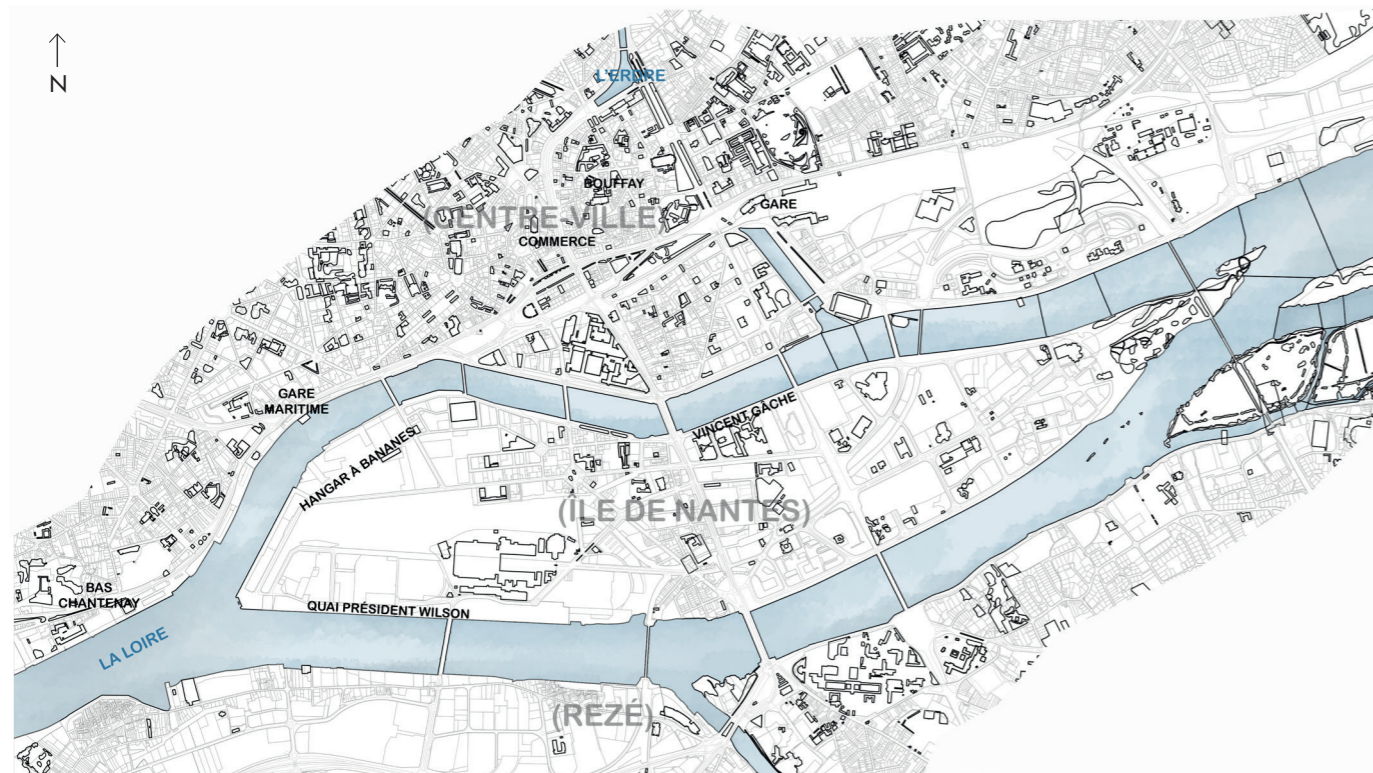 N
L'ERDRE
BOUFFAY
(CENTRE-VILLE)
GARE
COMMERCE
GARE
MARITIME
VINCENT GÂCHE
HANGAR À BANANES
(ÎLE DE NANTES)
BAS
CHANTENAY
QUAI PRÉSIDENT WILSON
LA LOIRE
(REZÉ)